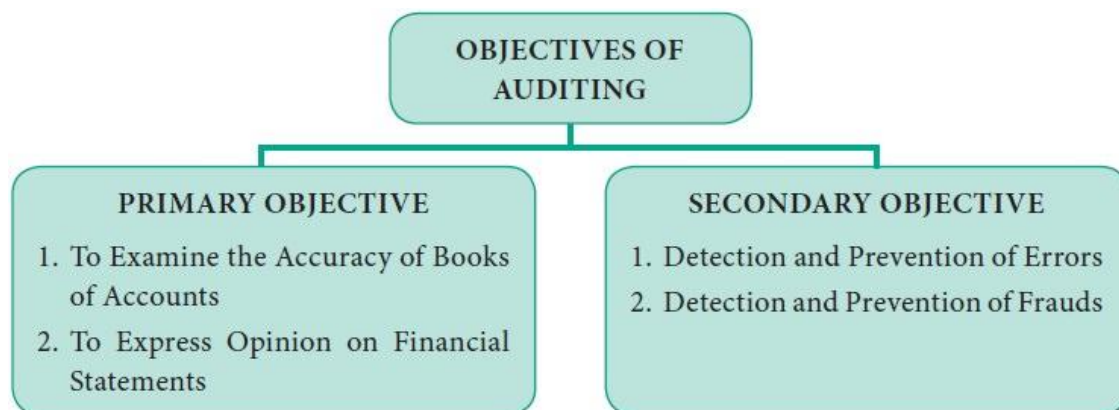 OBJECTIVES OF
AUDITING
PRIMARY OBJECTIVE
1. To Examine the Accuracy of Books
of Accounts
2. To Express Opinion on Financial
Statements
SECONDARY OBJECTIVE
1. Detection and Prevention of Errors
2. Detection and Prevention of Frauds